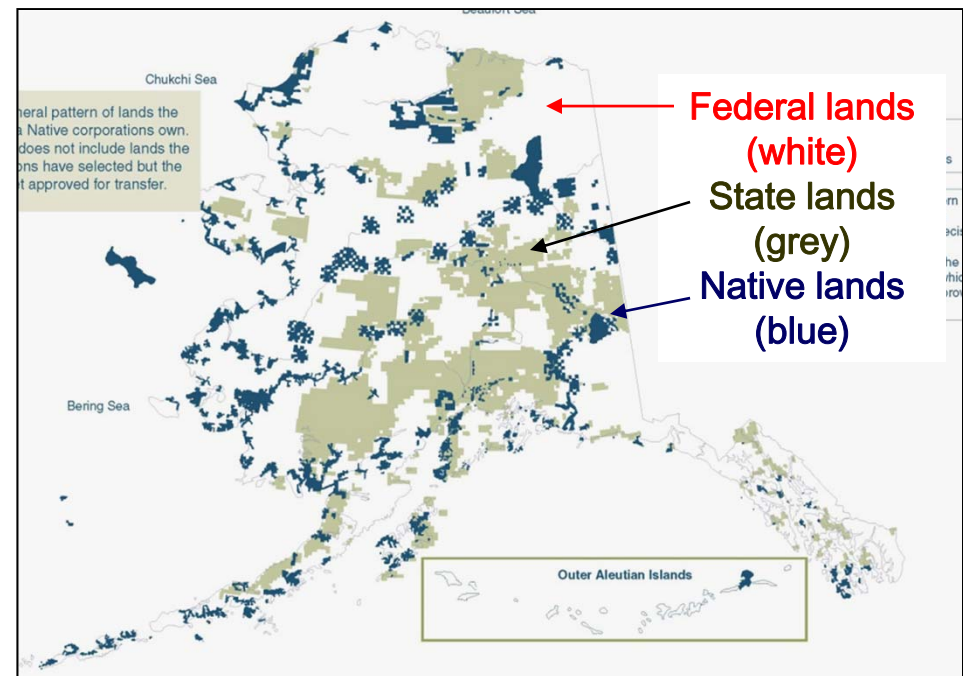 Beaufort Sea
Chukchi Sea
neral pattern of lands the
a Native corporations own.
does not include lands the
ons have selected but the
t approved for transfer.
Federal lands
(white)
State lands
(grey)
Native lands
(blue)
Bering Sea
Outer Aleutian Islands